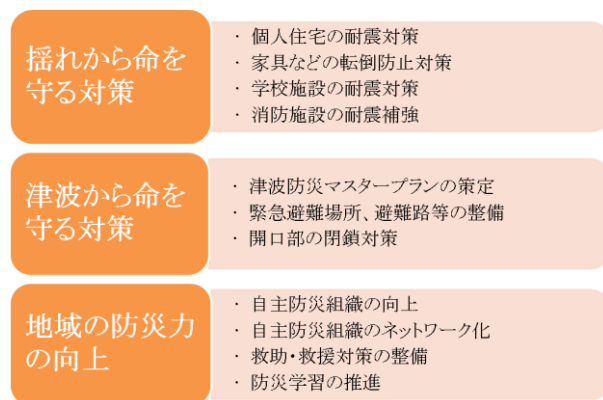 揺れから命を
守る対策
・ 個人住宅の耐震対策
・ 家具などの転倒防止対策
・ 学校施設の耐震対策
・ 消防施設の耐震補強
津波から命を
守る対策
・ 津波防災マスタープランの策定
・ 緊急避難場所、避難路等の整備
・ 開口部の閉鎖対策
地域の防災力
の向上
・ 自主防災組織の向上
・ 自主防災組織のネットワーク化
・ 救助・救援対策の整備
・ 防災学習の推進